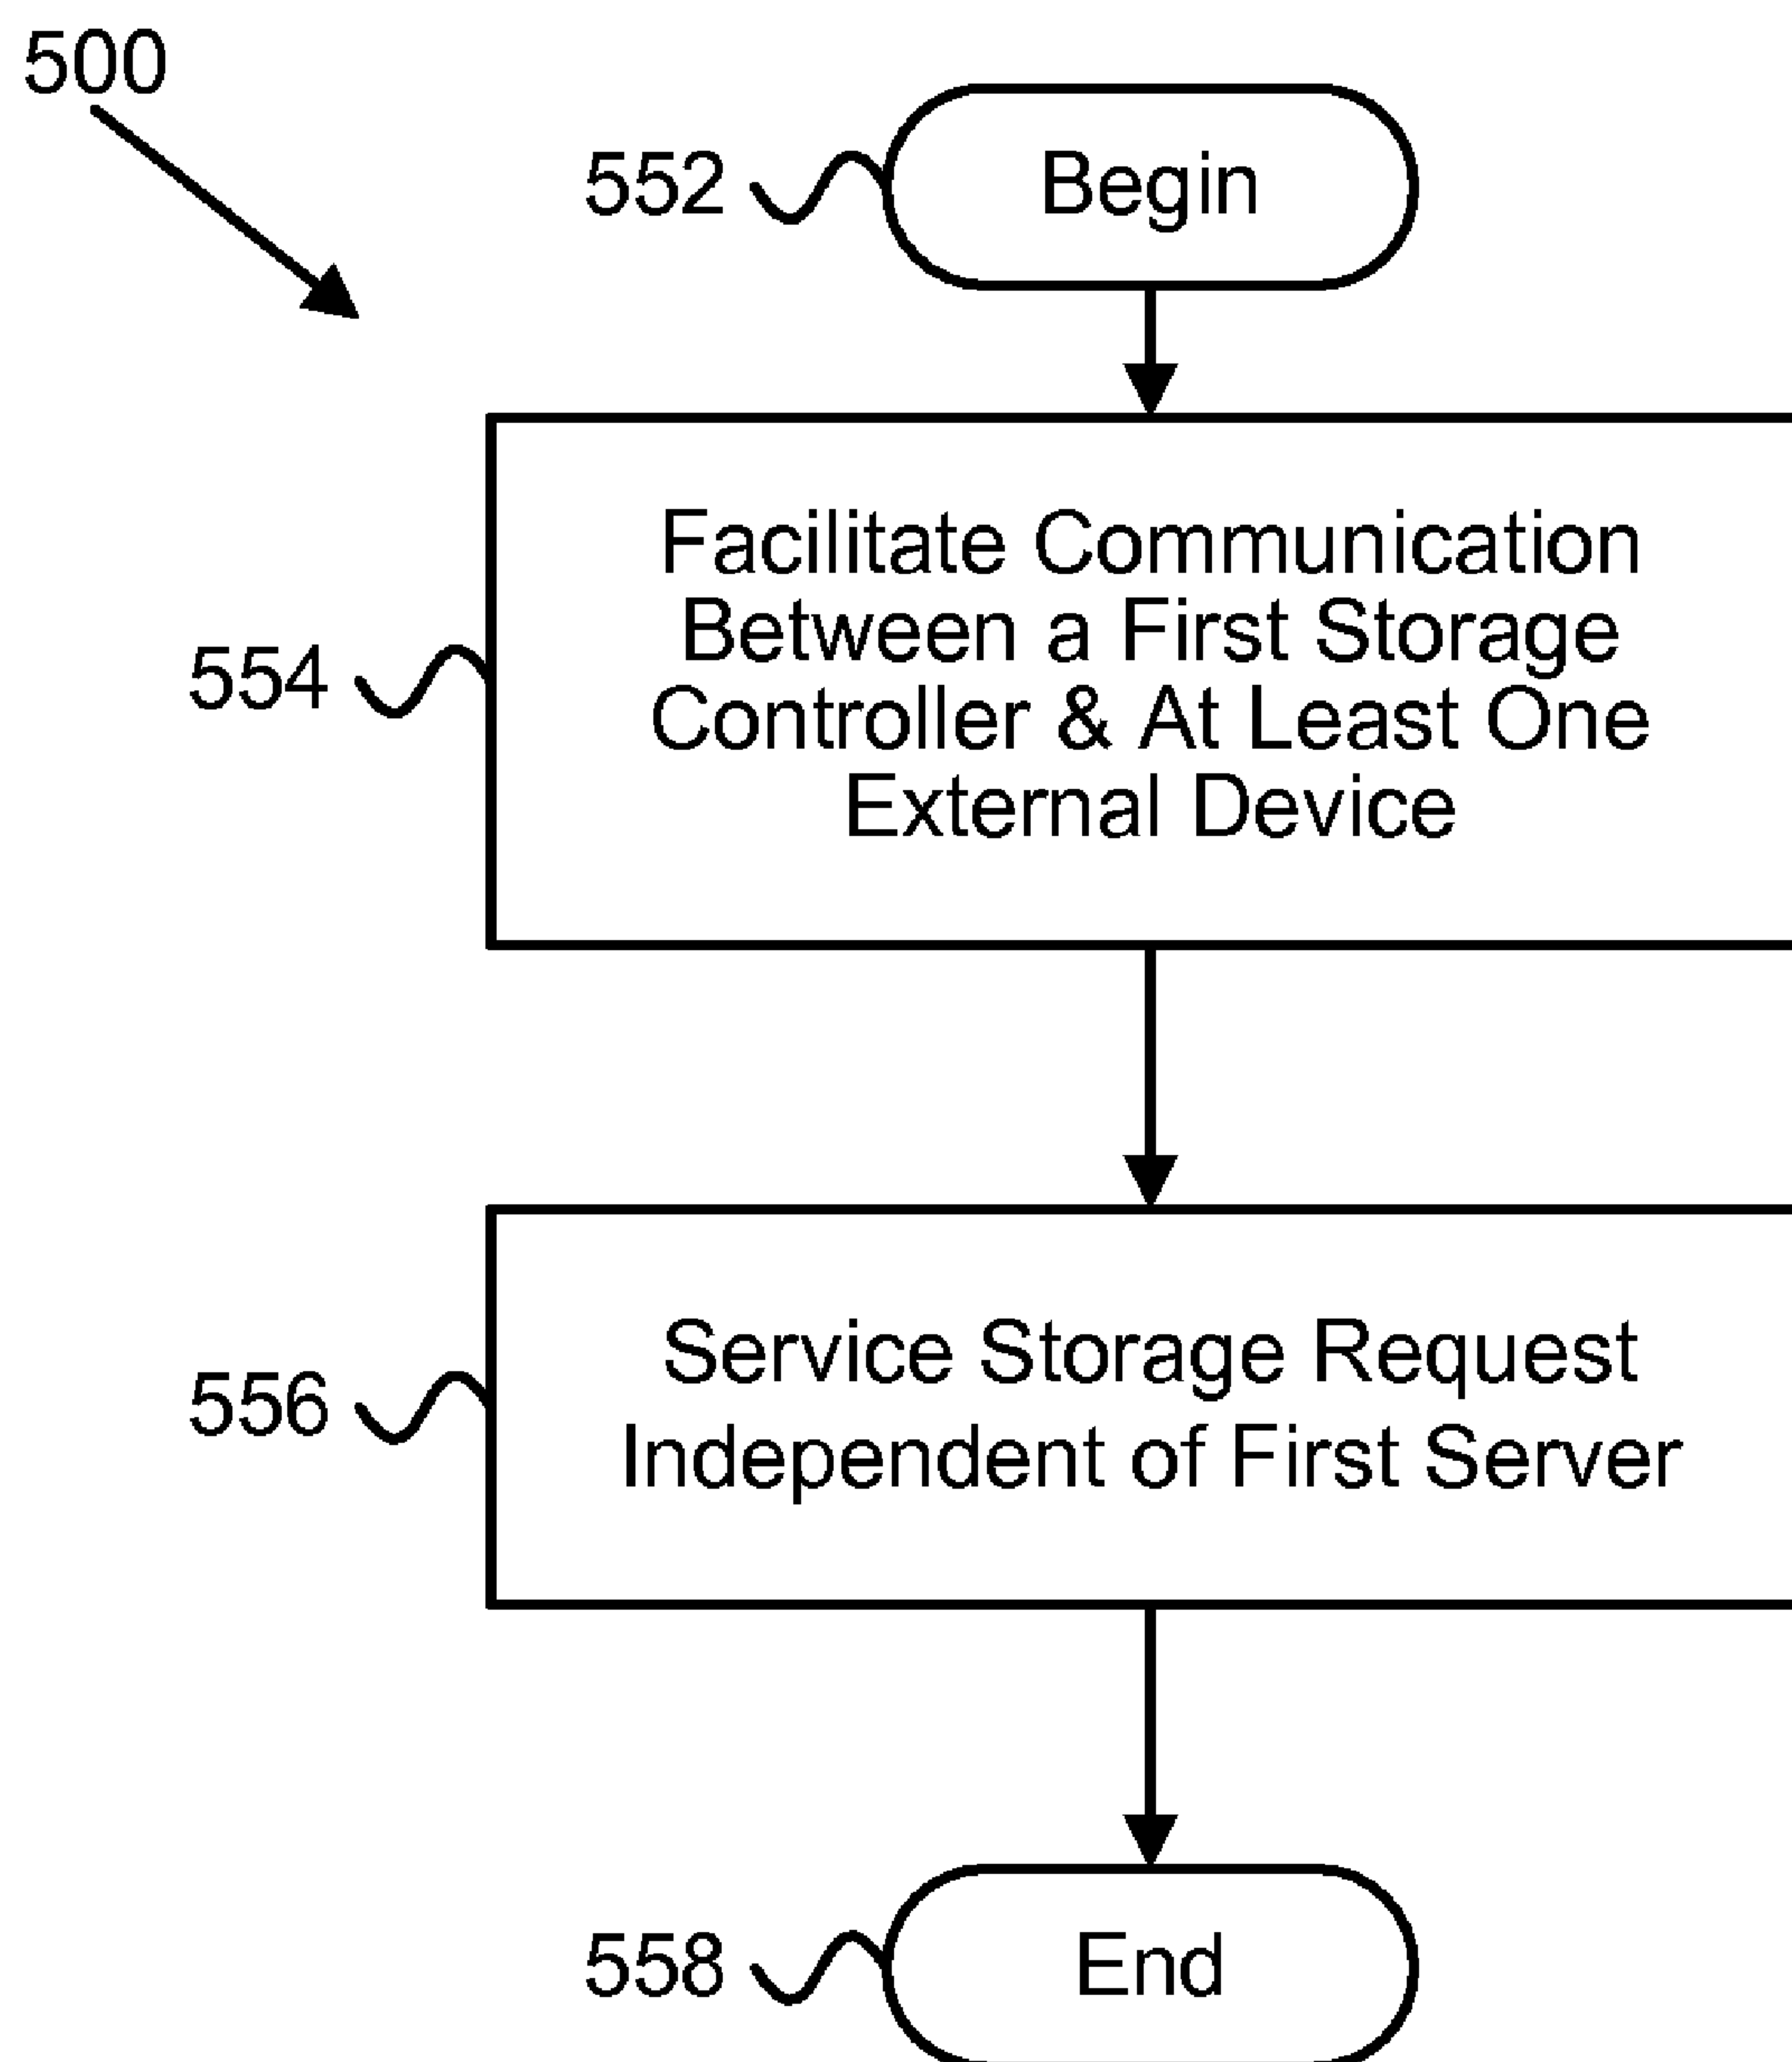 500
552
Begin
554
Facilitate Communication
Between a First Storage
Controller & At Least One
External Device
556
Service Storage Request
Independent of First Server
558
End